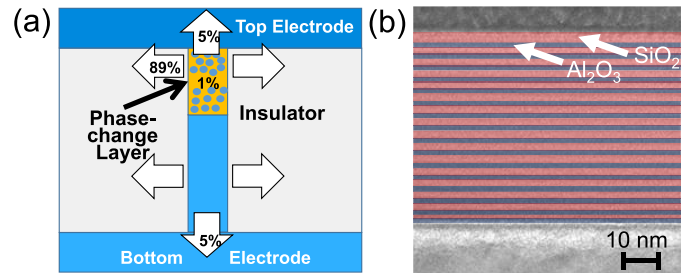 (a)
5%
Top Electrode
89%
1%
Phase-
change
Layer
Insulator
5%
Bottom Electrode
(b)
SiO2
Al2O3
10 nm